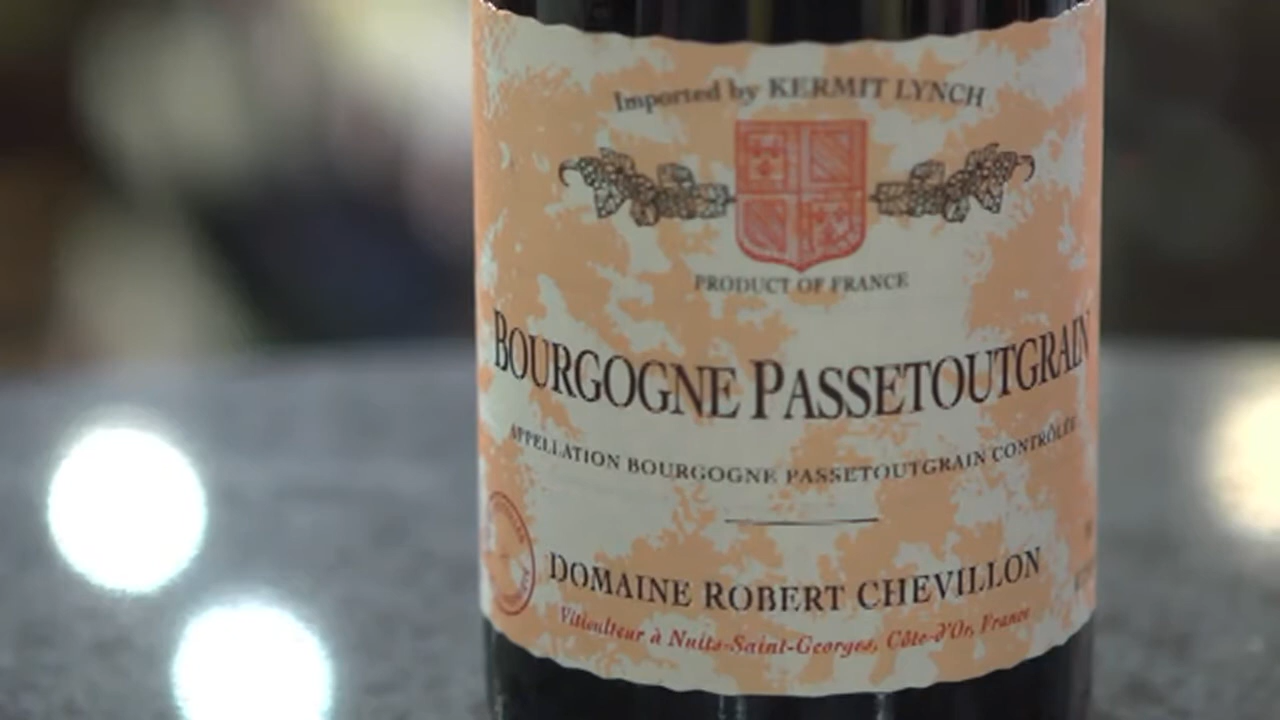 Imported by KERMIT LYNCH
PRODUCT OF FRANCE
BOURGOGNE PASSETOUTGRAIN
APPELLATION BOURGOGNE PASSETOUTGRAIN CONTRÔLÉE
DOMAINE ROBERT CHEVILLON
Viticulteur à Nuits-Saint-Georges, Côte-d'Or, France